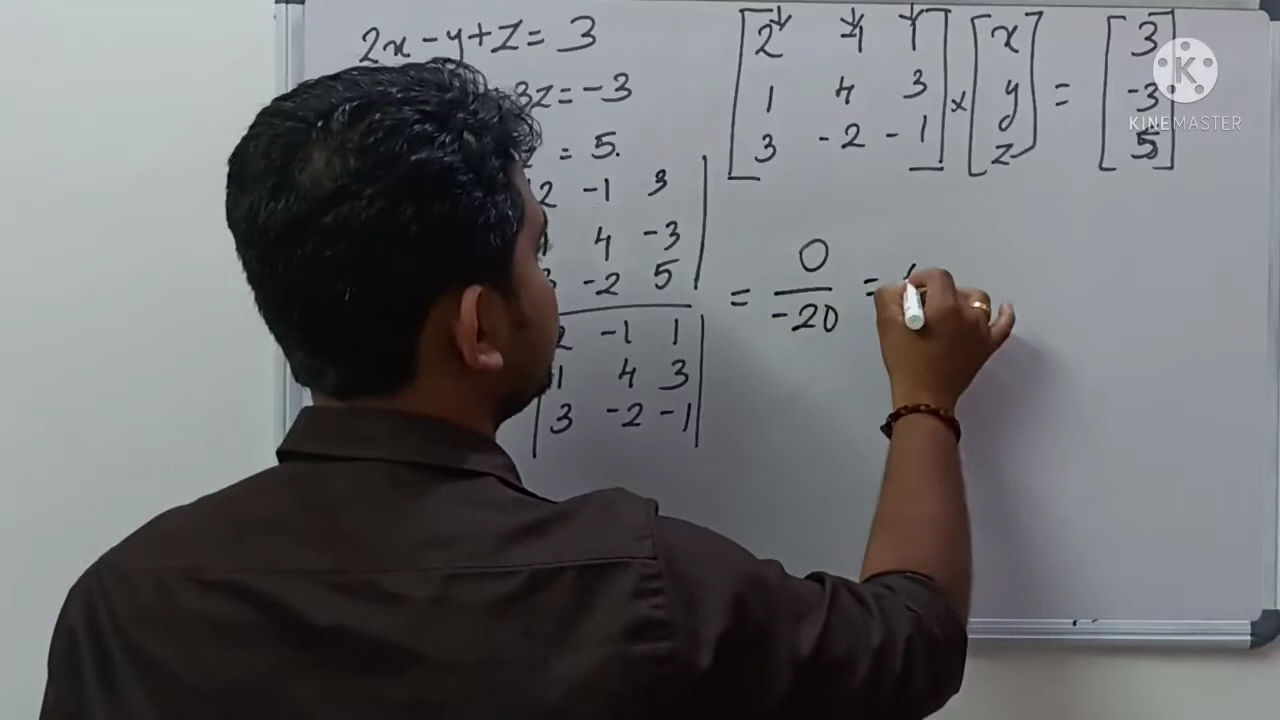 2x-y+z= 3
3z= -3
= 5.
2 -1 3
4 -3
-2 5
2 -1 1
1 4 3
3 -2 -1
= 0/-20 =
[2 -1 1] [x] [3]
[1 4 3] × [y] = [-3]
[3 -2 -1] [z] [5]
K
KINEMASTER